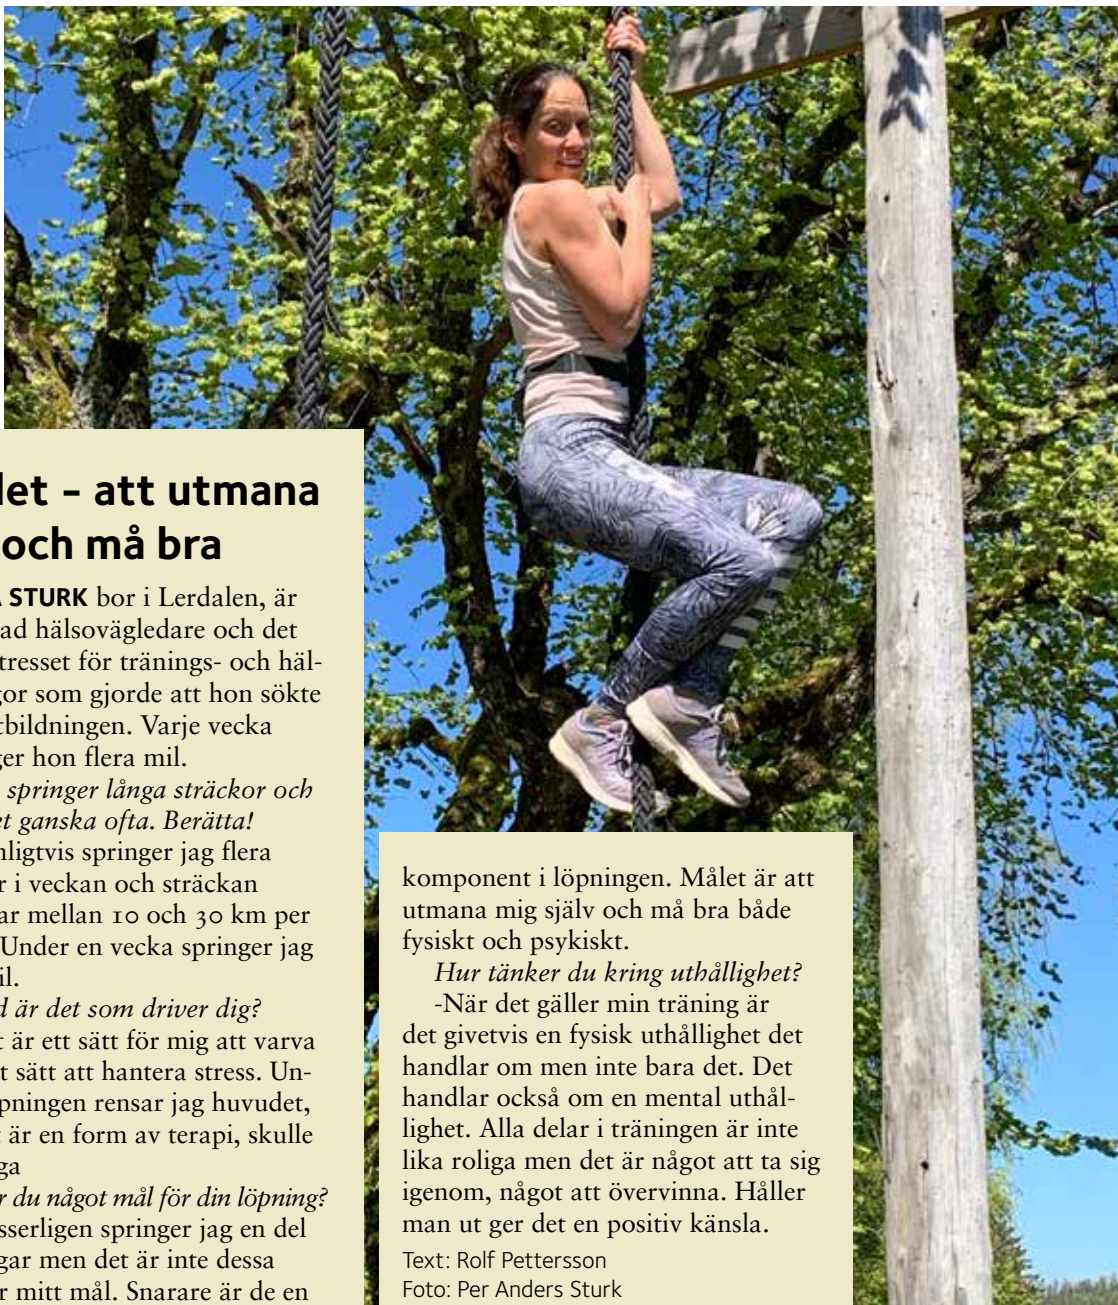 let – att utmana
och må bra
A STURK bor i Lerdalen, är
ad hälsovägledare och det
tresset för tränings- och häl-
gor som gjorde att hon sökte
tbildningen. Varje vecka
ger hon flera mil.
springer långa sträckor och
et ganska ofta. Berätta!
nligtvis springer jag flera
r i veckan och sträckan
ar mellan 10 och 30 km per
Under en vecka springer jag
il.
d är det som driver dig?
t är ett sätt för mig att varva
t sätt att hantera stress. Un-
pningen rensar jag huvudet,
t är en form av terapi, skulle
ga
r du något mål för din löpning?
sserligen springer jag en del
gar men det är inte dessa
r mitt mål. Snarare är de en
komponent i löpningen. Målet är att
utmana mig själv och må bra både
fysiskt och psykiskt.
Hur tänker du kring uthållighet?
-När det gäller min träning är
det givetvis en fysisk uthållighet det
handlar om men inte bara det. Det
handlar också om en mental uthål-
lighet. Alla delar i träningen är inte
lika roliga men det är något att ta sig
igenom, något att övervinna. Håller
man ut ger det en positiv känsla.
Text: Rolf Pettersson
Foto: Per Anders Sturk